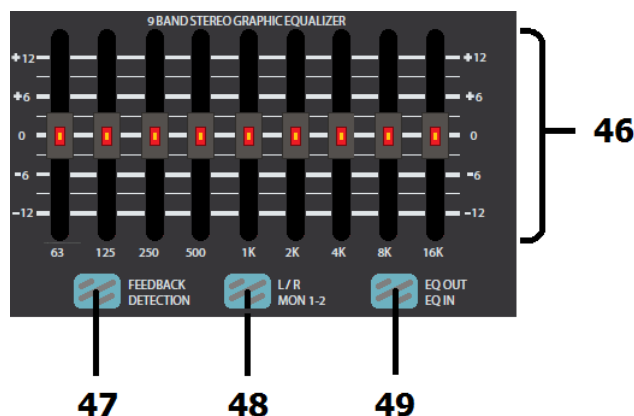 9 BAND STEREO GRAPHIC EQUALIZER
+12 +12
+6 +6
0 0
-6 -6
-12 -12
46
63 125 250 500 1K 2K 4K 8K 16K
FEEDBACK
DETECTION
L / R
MON 1-2
EQ OUT
EQ IN
47 48 49